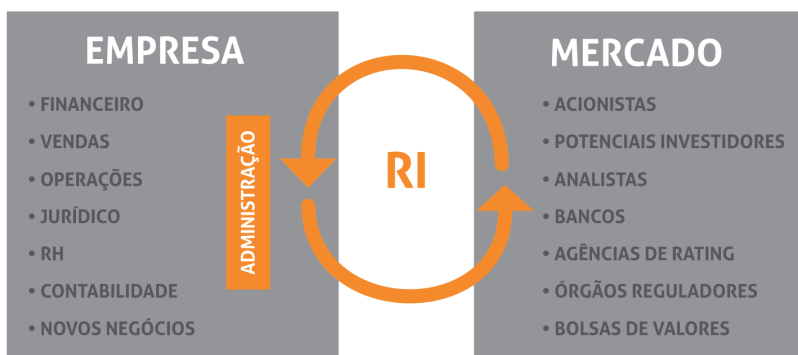 EMPRESA
• FINANCEIRO
• VENDAS
• OPERAÇÕES
• JURÍDICO
• RH
• CONTABILIDADE
• NOVOS NEGÓCIOS
ADMINISTRAÇÃO
RI
MERCADO
• ACIONISTAS
• POTENCIAIS INVESTIDORES
• ANALISTAS
• BANCOS
• AGÊNCIAS DE RATING
• ÓRGÃOS REGULADORES
• BOLSAS DE VALORES